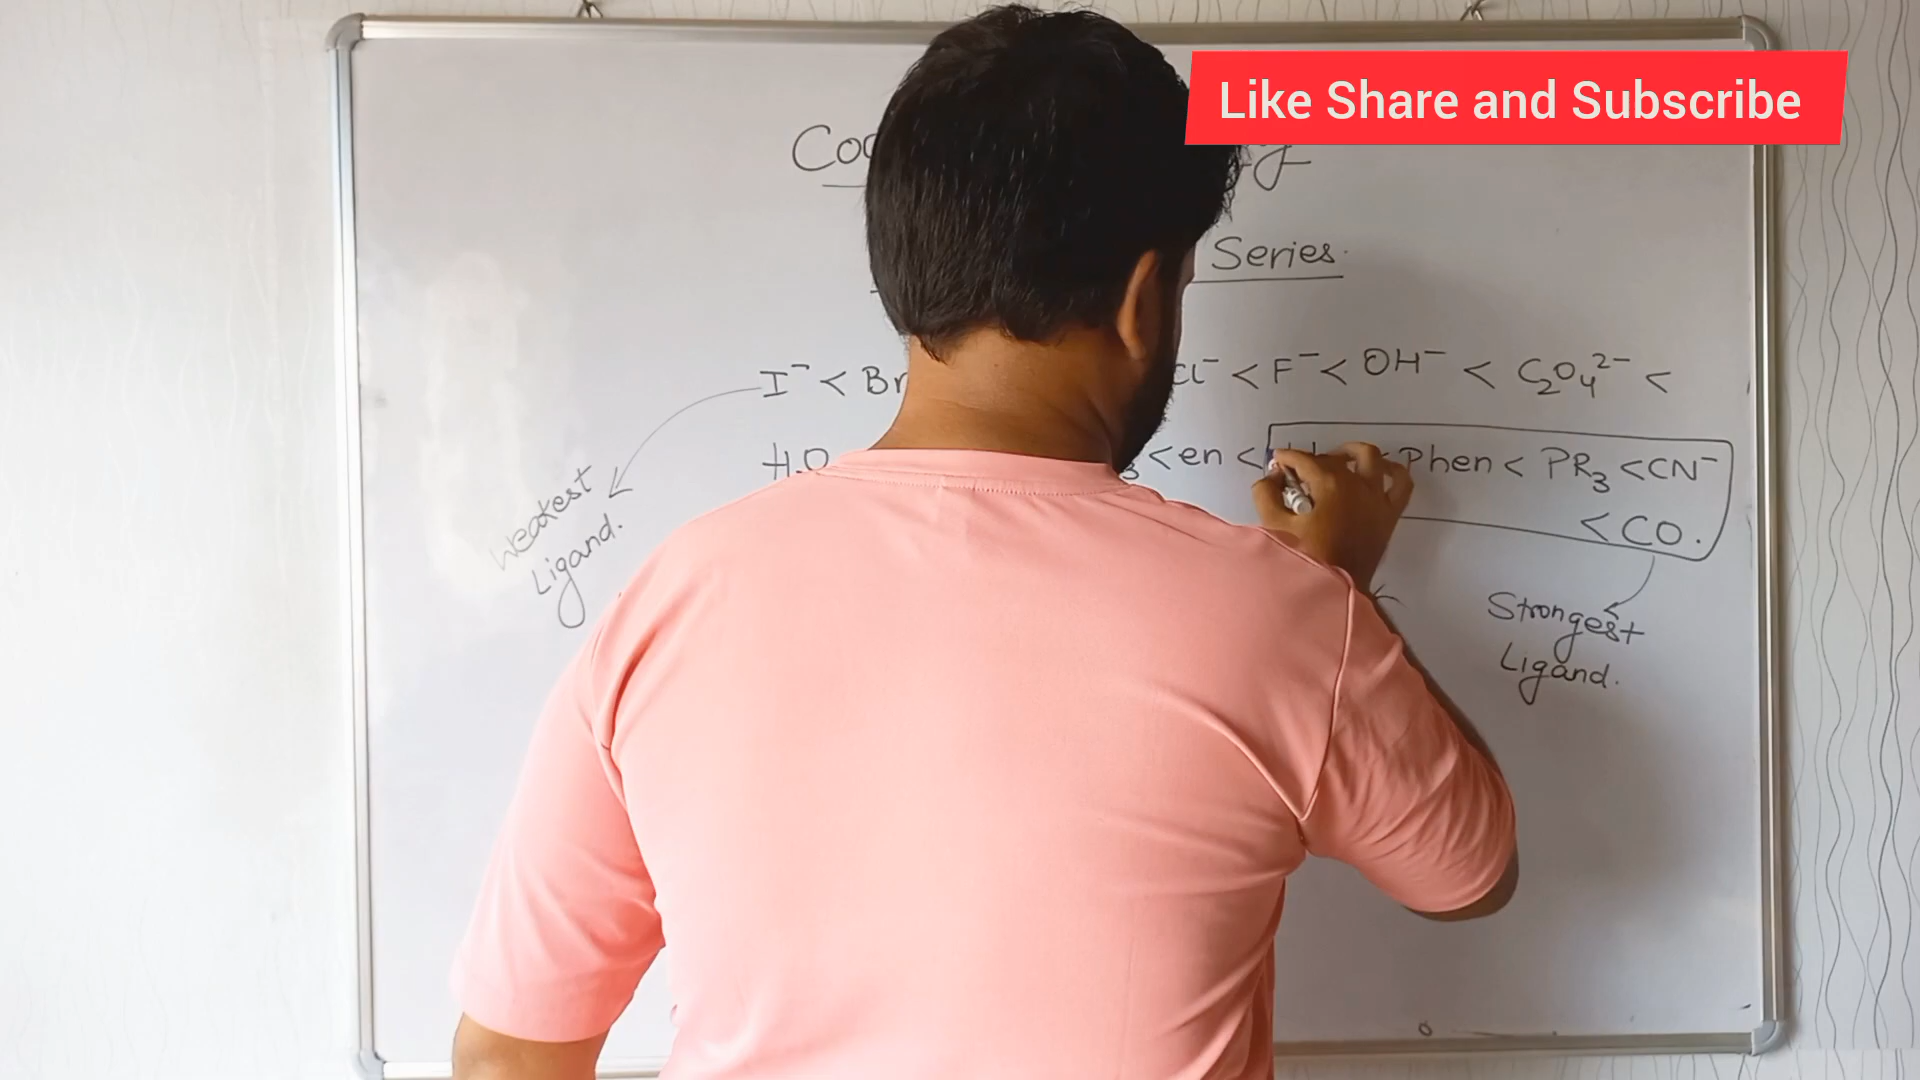 Like Share and Subscribe
Series.
I⁻ < Br Cl⁻ < F⁻ < OH⁻ < C₂O₄²⁻ <
H₂O ₃ < en < < Phen < PR₃ < CN⁻
< CO.
Weakest
Ligand.
Strongest
Ligand.